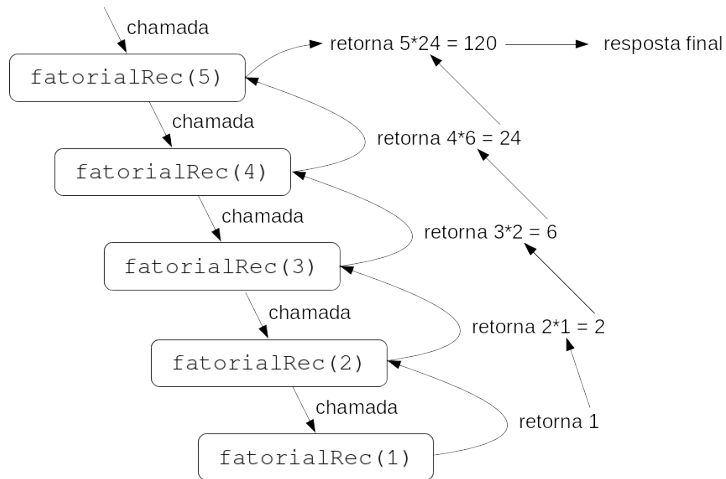 chamada
retorna 5*24 = 120
resposta final
fatorialRec(5)
chamada
retorna 4*6 = 24
fatorialRec(4)
chamada
retorna 3*2 = 6
fatorialRec(3)
chamada
retorna 2*1 = 2
fatorialRec(2)
chamada
retorna 1
fatorialRec(1)